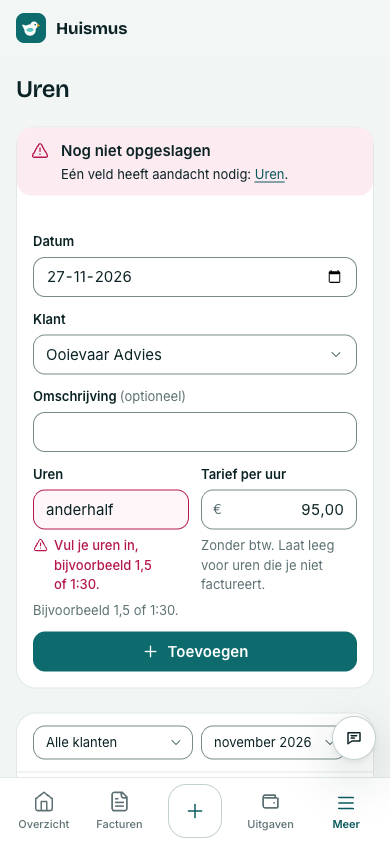 Huismus
Uren
Nog niet opgeslagen
Eén veld heeft aandacht nodig: Uren.
Datum
27-11-2026
Klant
Ooievaar Advies
Omschrijving (optioneel)
Uren
Tarief per uur
anderhalf
€ 95,00
Vul je uren in,
bijvoorbeeld 1,5
of 1:30.
Zonder btw. Laat leeg
voor uren die je niet
factureert.
Bijvoorbeeld 1,5 of 1:30.
Toevoegen
Alle klanten
november 2026
Overzicht
Facturen
Uitgaven
Meer